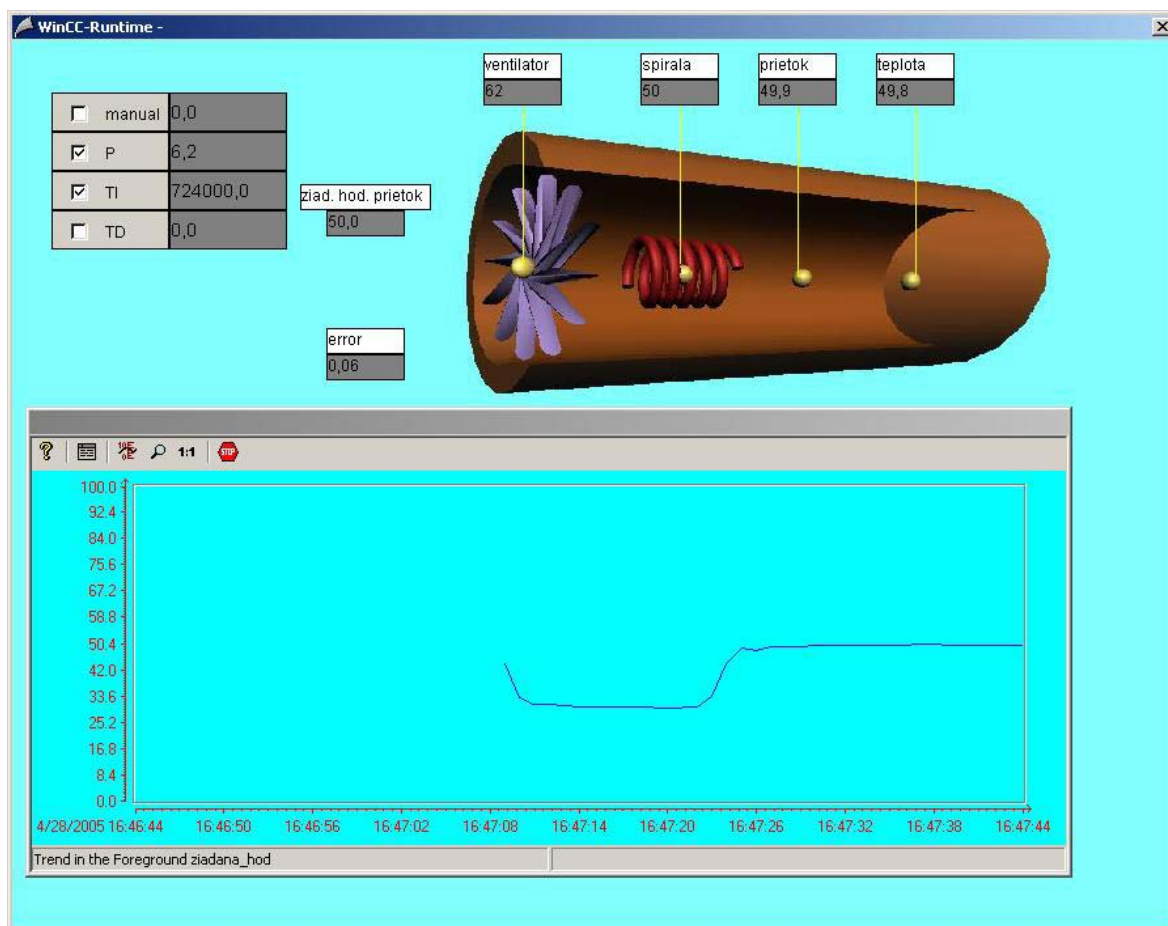 WinCC-Runtime -
ventilator
62
spirala
50
prietok
49,9
teplota
49,8
manual 0,0
P 6,2
TI 724000,0
TD 0,0
ziad. hod. prietok
50,0
error
0,06
1:1
STOP
100.0
92.4
84.0
75.6
67.2
58.8
50.4
42.0
33.6
25.2
16.8
8.4
0.0
4/28/2005 16:46:44 16:46:50 16:46:56 16:47:02 16:47:08 16:47:14 16:47:20 16:47:26 16:47:32 16:47:38 16:47:44
Trend in the Foreground ziadana_hod